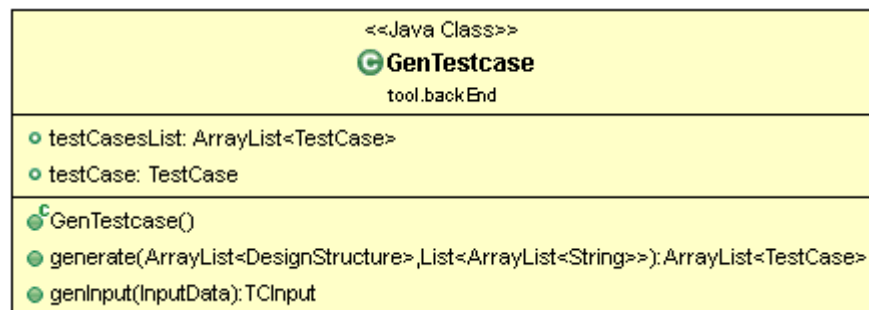 <<Java Class>>
GenTestcase
tool.backEnd
testCasesList: ArrayList<TestCase>
testCase: TestCase
GenTestcase()
generate(ArrayList<DesignStructure>,List<ArrayList<String>>):ArrayList<TestCase>
genInput(InputData):TCInput